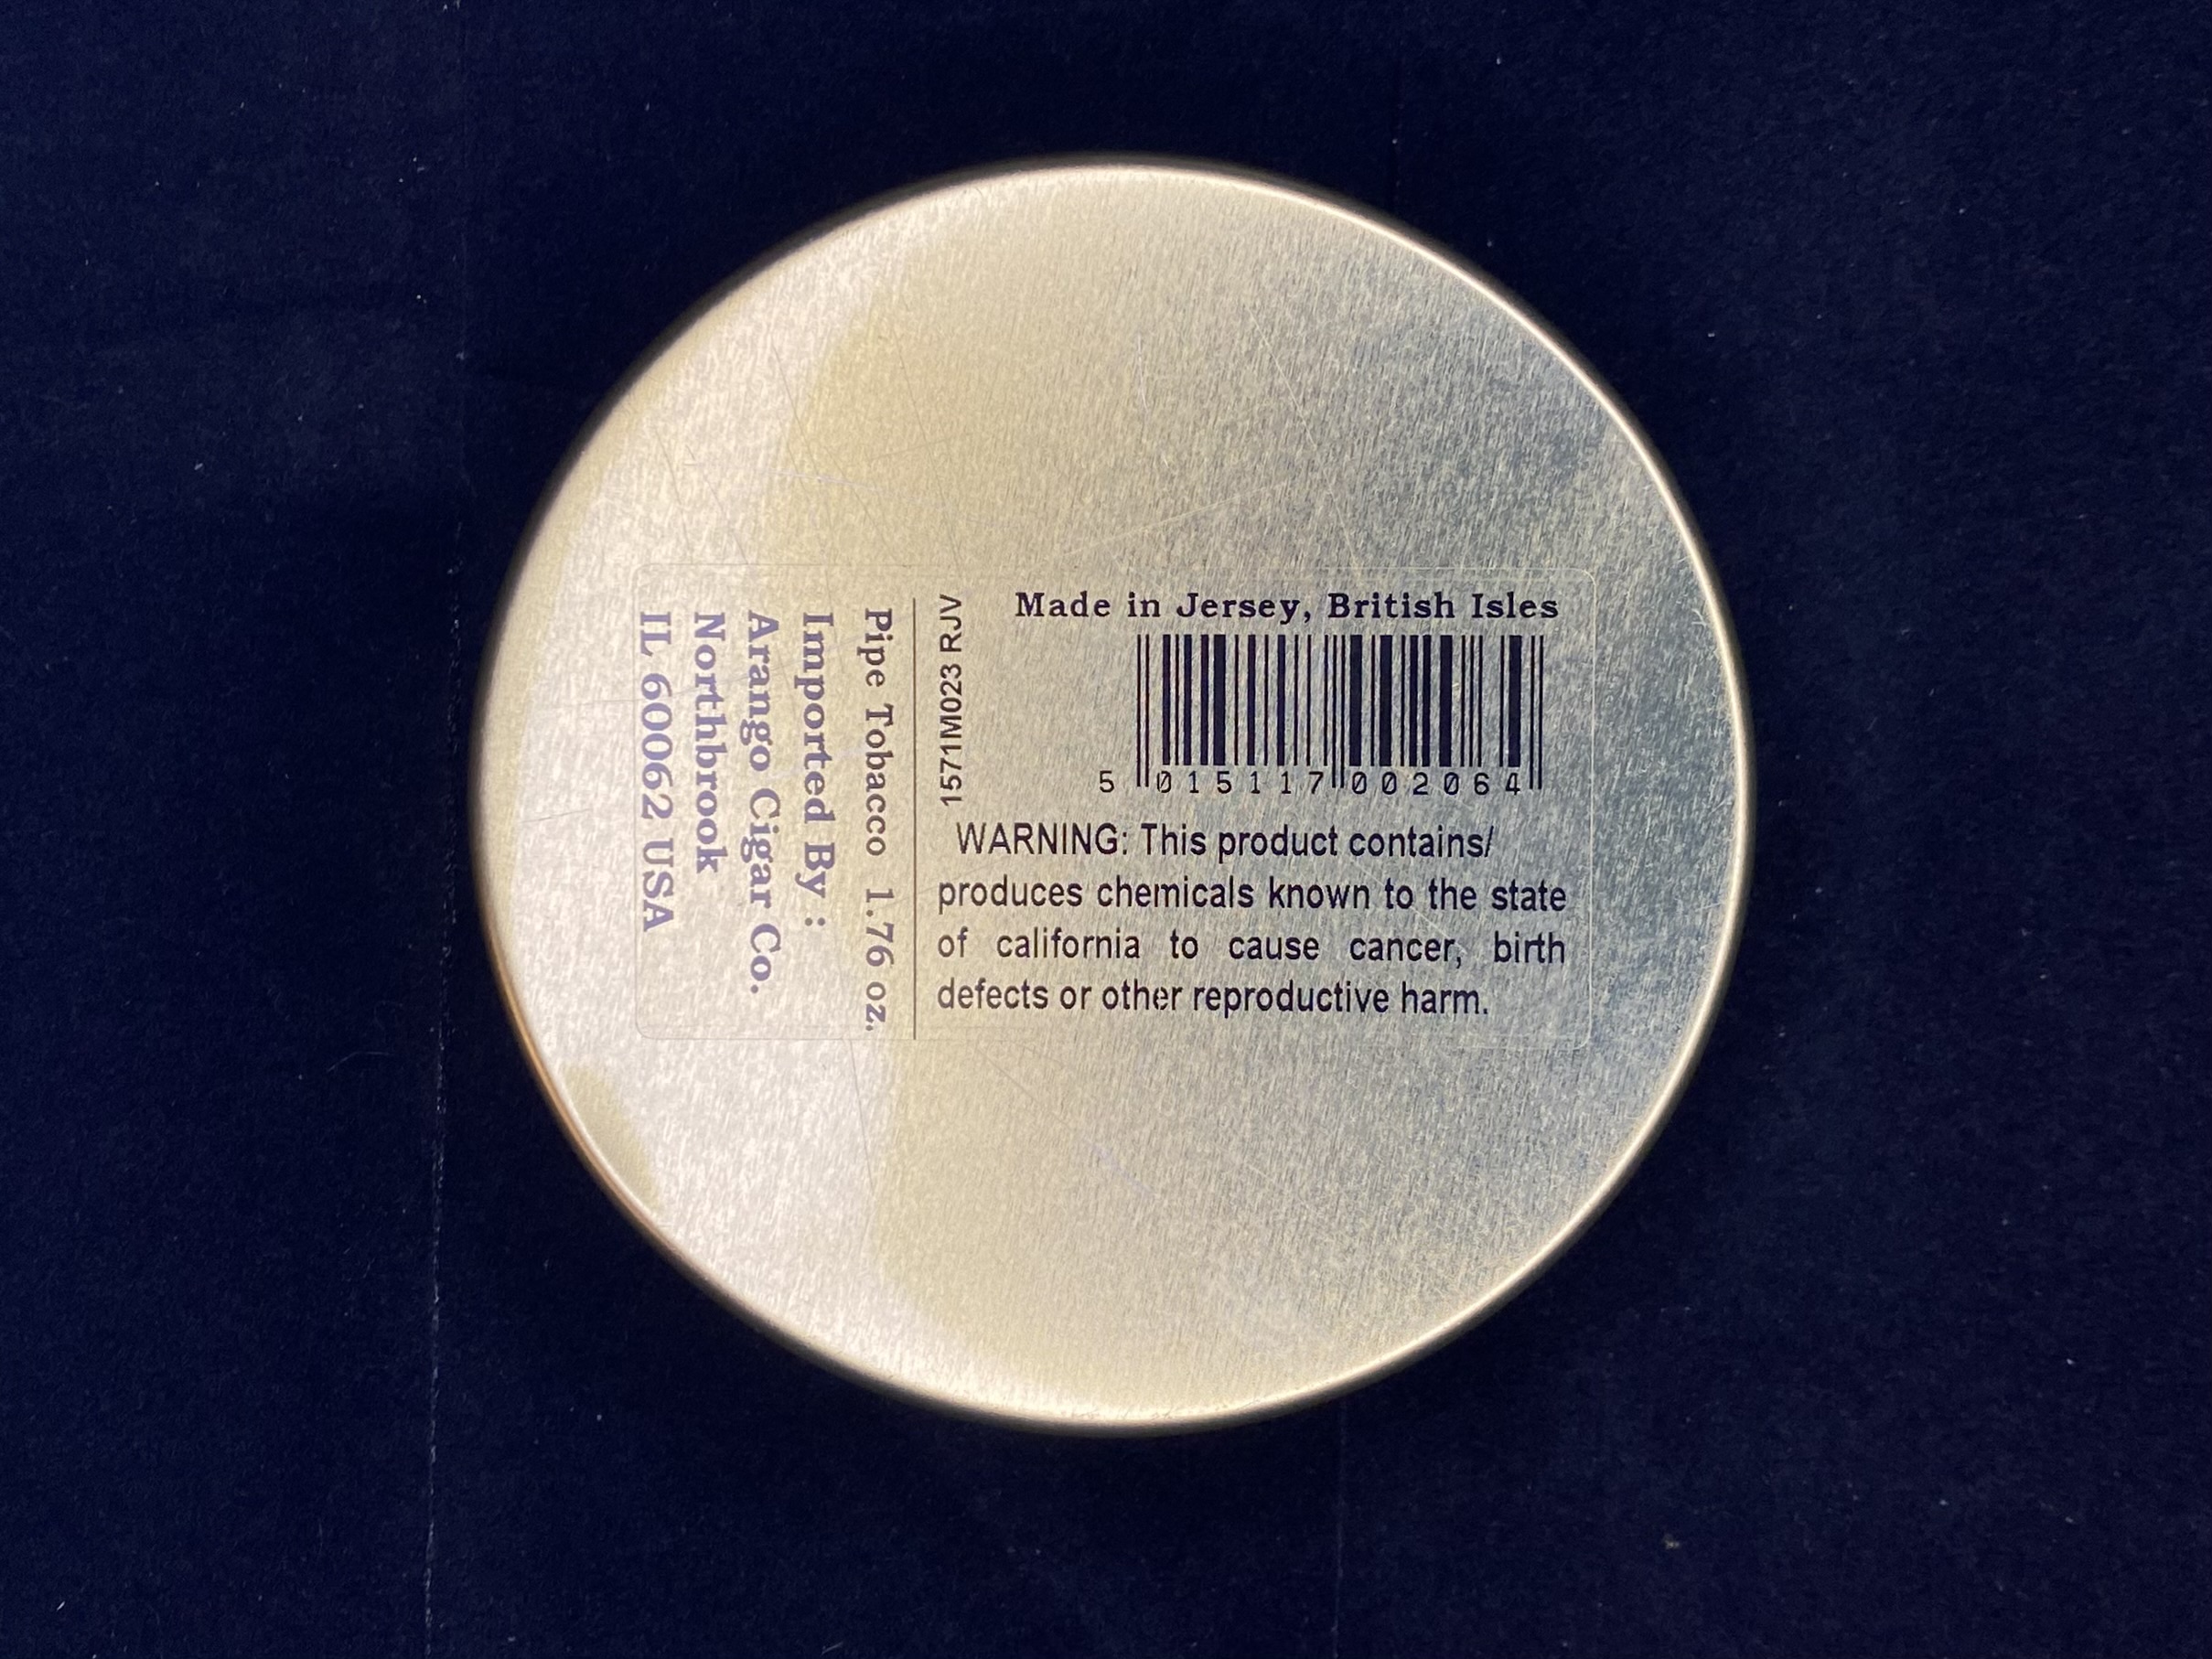 Made in Jersey, British Isles
5 015117 002064
1571M023 RJV
WARNING: This product contains/
produces chemicals known to the state
of california to cause cancer, birth
defects or other reproductive harm.
Pipe Tobacco 1.76 oz.
Imported By :
Arango Cigar Co.
Northbrook
IL 60062 USA